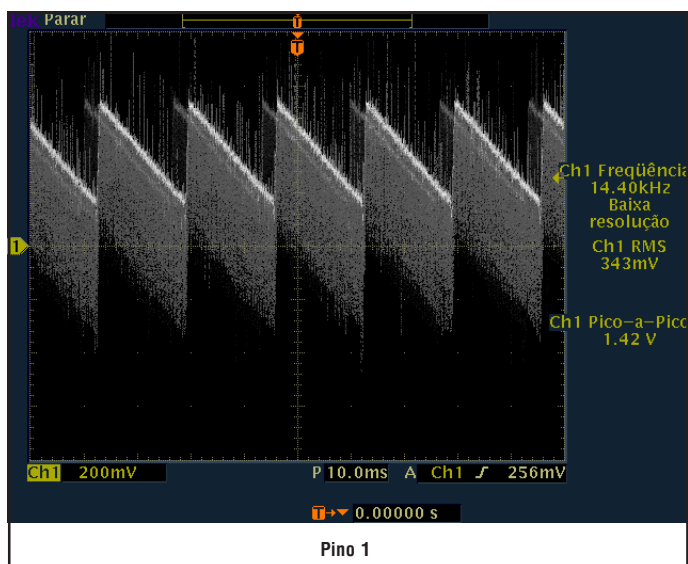 Tek Parar
T
T
1
Ch1 Freqüência
14.40kHz
Baixa
resolução
Ch1 RMS
343mV
Ch1 Pico-a-Pico
1.42 V
Ch1 200mV P 10.0ms A Ch1 ƒ 256mV
T→▼ 0.00000 s
Pino 1